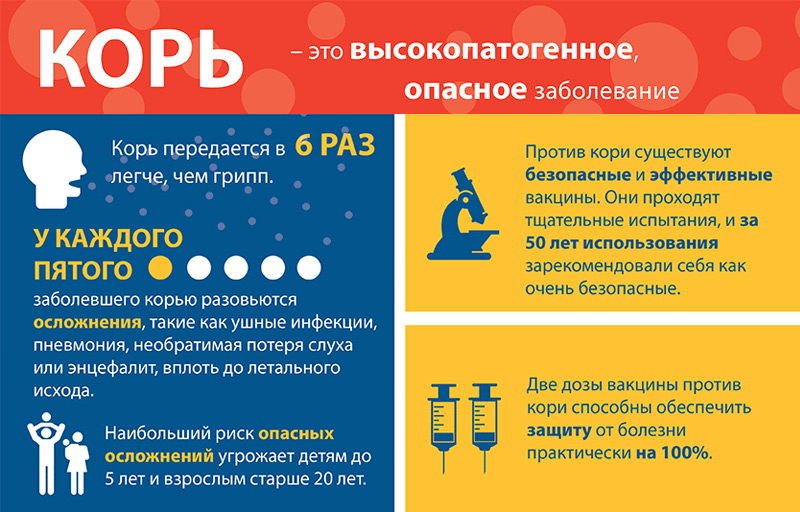 КОРЬ
– это высокопатогенное,
опасное заболевание
Корь передается в 6 РАЗ
легче, чем грипп.
У КАЖДОГО
ПЯТОГО
заболевшего корью разовьются
осложнения, такие как ушные инфекции,
пневмония, необратимая потеря слуха
или энцефалит, вплоть до летального
исхода.
Наибольший риск опасных
осложнений угрожает детям до
5 лет и взрослым старше 20 лет.
Против кори существуют
безопасные и эффективные
вакцины. Они проходят
тщательные испытания, и за
50 лет использования
зарекомендовали себя как
очень безопасные.
Две дозы вакцины против
кори способны обеспечить
защиту от болезни
практически на 100%.